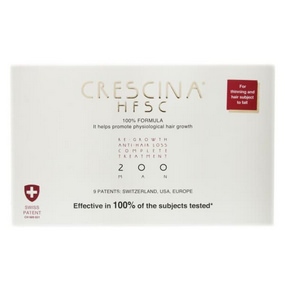 CRESCINA®
HFSC
100% FORMULA
It helps promote physiological hair growth
For
thinning and
hair subject
to fall
RE-GROWTH
ANTI-HAIR LOSS
COMPLETE
TREATMENT
200
MAN
SWISS
PATENT
9 PATENTS: SWITZERLAND, USA, EUROPE
Effective in 100% of the subjects tested*